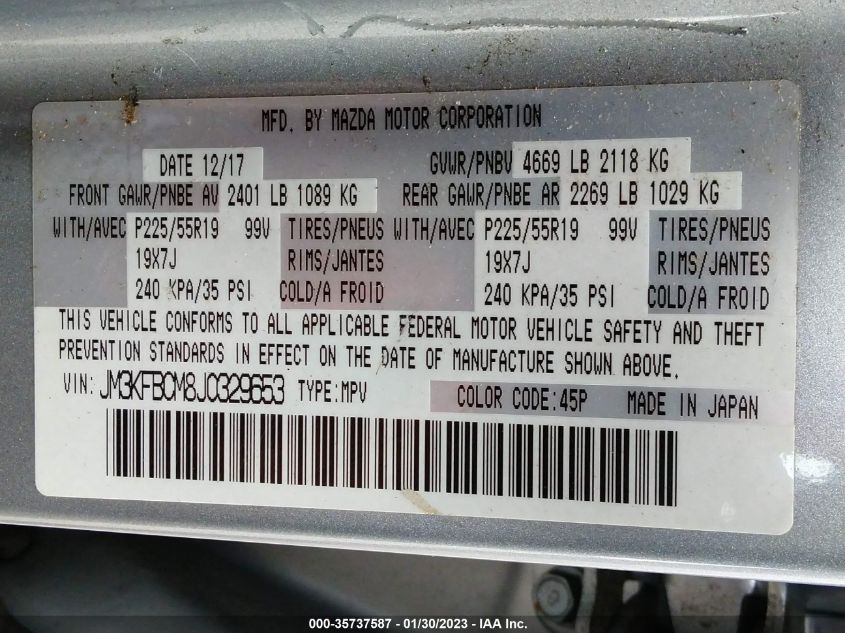 MFD. BY MAZDA MOTOR CORPORATION
DATE 12/17 GVWR/PNBV 4669 LB 2118 KG
FRONT GAWR/PNBE AV 2401 LB 1089 KG REAR GAWR/PNBE AR 2269 LB 1029 KG
WITH/AVEC P225/55R19 99V TIRES/PNEUS WITH/AVEC P225/55R19 99V TIRES/PNEUS
19X7J RIMS/JANTES 19X7J RIMS/JANTES
240 KPA/35 PSI COLD/A FROID 240 KPA/35 PSI COLD/A FROID
THIS VEHICLE CONFORMS TO ALL APPLICABLE FEDERAL MOTOR VEHICLE SAFETY AND THEFT
PREVENTION STANDARDS IN EFFECT ON THE DATE OF MANUFACTURE SHOWN ABOVE.
VIN: JM3KFBCM8J0329653 TYPE:MPV COLOR CODE:45P MADE IN JAPAN
000-35737587 - 01/30/2023 - IAA Inc.